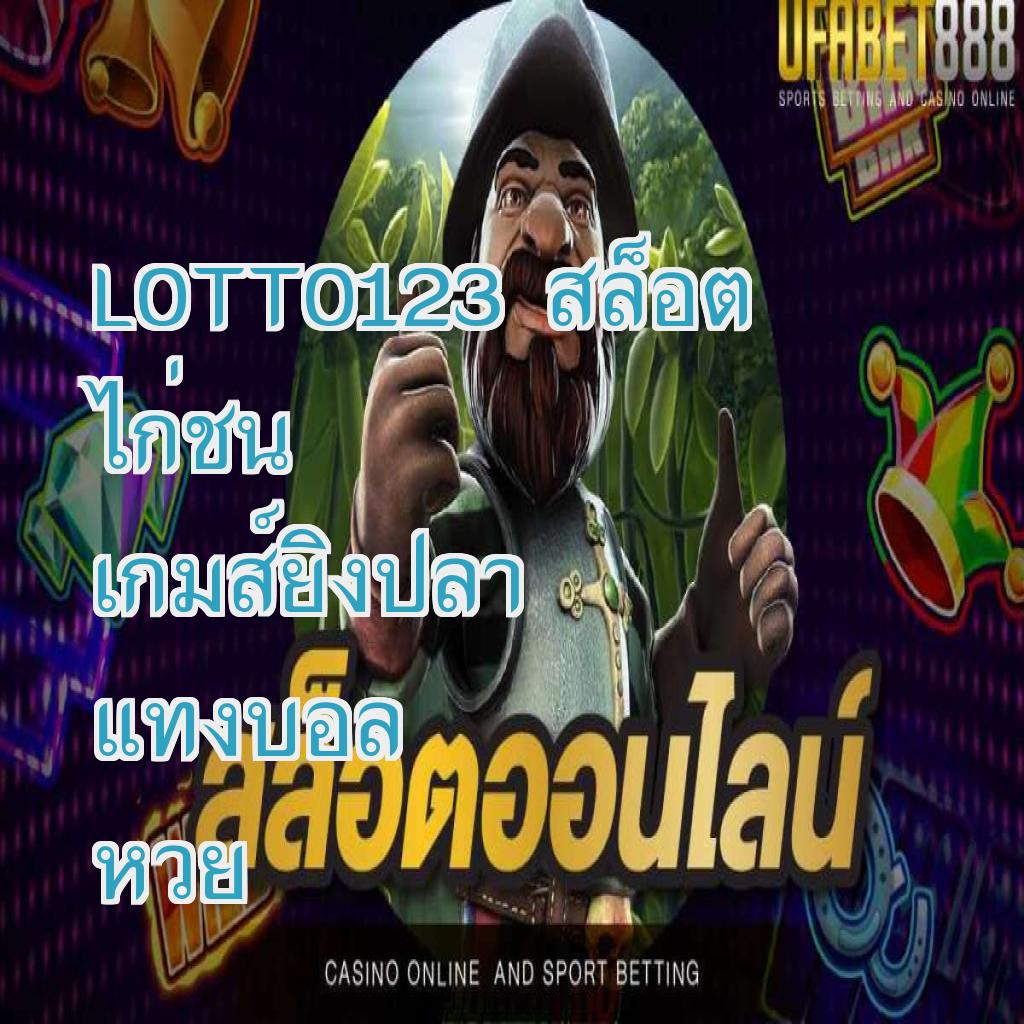 UFABET888
SPORTS BETTING AND CASINO ONLINE
BAR
LOTTO123 สล็อต
ไก่ชน
เกมส์ยิงปลา
แทงบอล
หวย
สล็อตออนไลน์
CASINO ONLINE AND SPORT BETTING